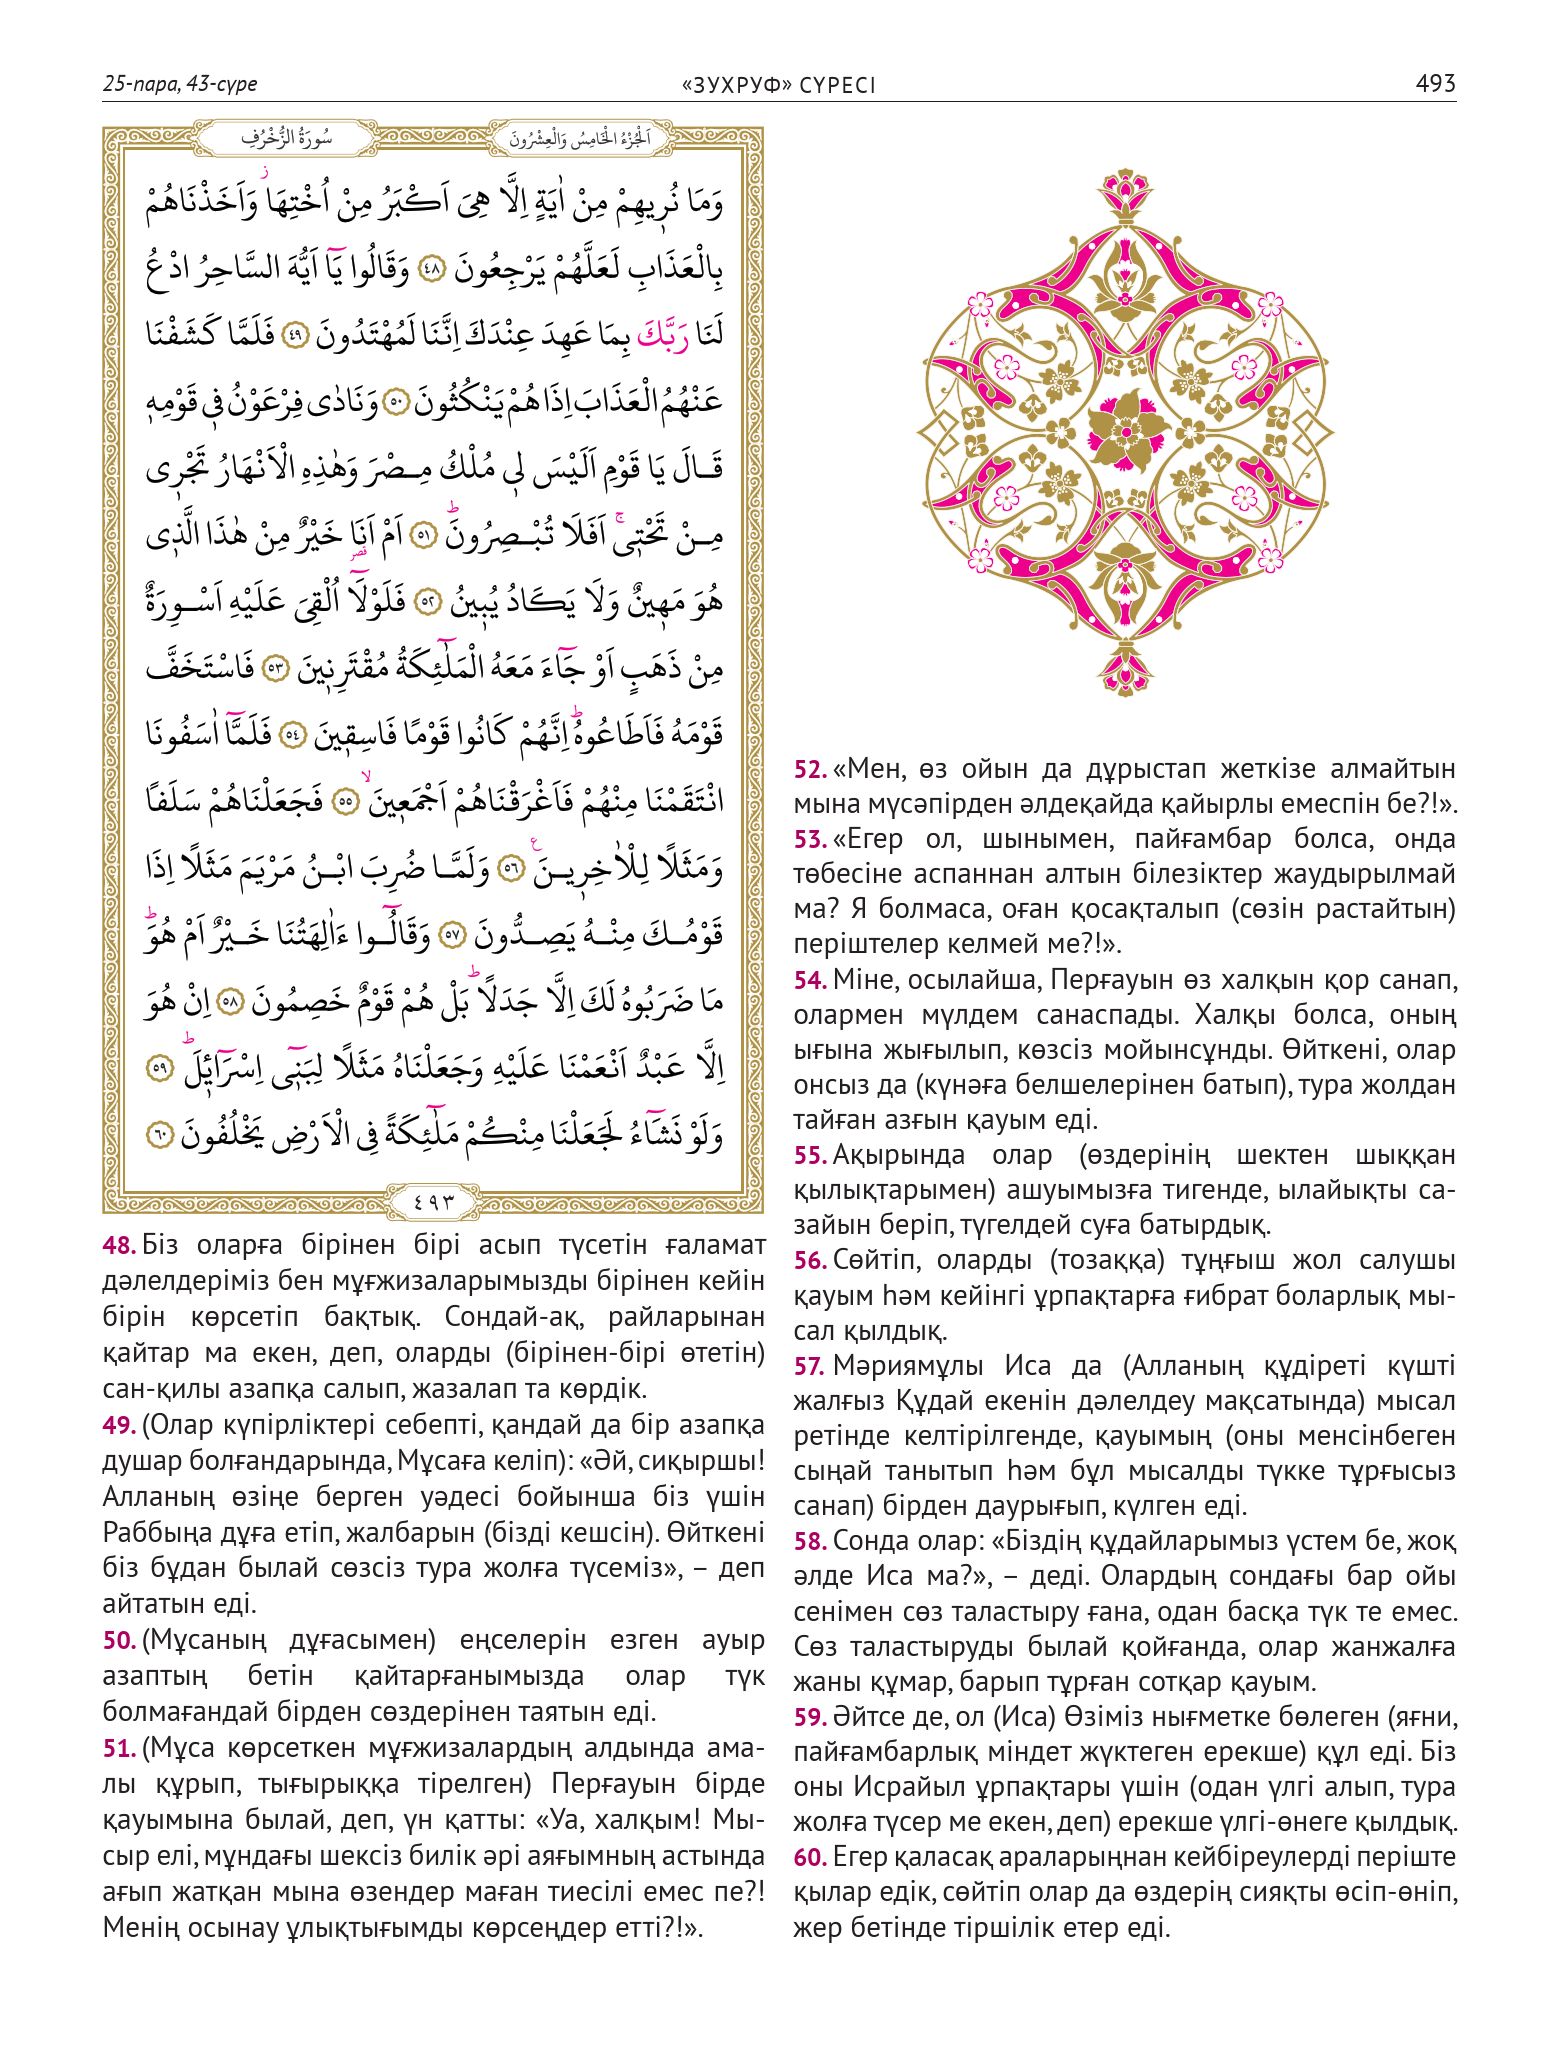 25-пара, 43-сүре
«ЗУХРУФ» СҮРЕСІ
493
سُورَةُ الزُّخْرُفِ
اَلْجُزْءُ الْخَامِسُ وَالْعِشْرُونَ
وَمَا نُر۪يهِمْ مِنْ اٰيَةٍ اِلَّا هِيَ اَكْبَرُ مِنْ اُخْتِهَاۘ وَاَخَذْنَاهُمْ
بِالْعَذَابِ لَعَلَّهُمْ يَرْجِعُونَ ٤٨ وَقَالُوا يَٓا اَيُّهَ السَّاحِرُ ادْعُ
لَنَا رَبَّكَ بِمَا عَهِدَ عِنْدَكَ اِنَّنَا لَمُهْتَدُونَ ٤٩ فَلَمَّا كَشَفْنَا
عَنْهُمُ الْعَذَابَ اِذَا هُمْ يَنْكُثُونَ ٥٠ وَنَادٰى فِرْعَوْنُ ف۪ي قَوْمِه۪
قَالَ يَا قَوْمِ اَلَيْسَ ل۪ي مُلْكُ مِصْرَ وَهٰذِهِ الْاَنْهَارُ تَجْر۪ي
مِنْ تَحْت۪يۚ اَفَلَا تُبْصِرُونَۜ ٥١ اَمْ اَنَا۬ خَيْرٌ مِنْ هٰذَا الَّذ۪ي
هُوَ مَه۪ينٌ وَلَا يَكَادُ يُب۪ينُ ٥٢ فَلَوْلَٓا اُلْقِيَ عَلَيْهِ اَسْوِرَةٌ
مِنْ ذَهَبٍ اَوْ جَٓاءَ مَعَهُ الْمَلٰٓئِكَةُ مُقْتَرِن۪ينَ ٥٣ فَاسْتَخَفَّ
قَوْمَهُ فَاَطَاعُوهُۜ اِنَّهُمْ كَانُوا قَوْمًا فَاسِق۪ينَ ٥٤ فَلَمَّٓا اٰسَفُونَا
انْتَقَمْنَا مِنْهُمْ فَاَغْرَقْنَاهُمْ اَجْمَع۪ينَۙ ٥٥ فَجَعَلْنَاهُمْ سَلَفًا
وَمَثَلًا لِلْاٰخِر۪ينَ۟ ٥٦ وَلَمَّا ضُرِبَ ابْنُ مَرْيَمَ مَثَلًا اِذَا
قَوْمُكَ مِنْهُ يَصِدُّونَ ٥٧ وَقَالُٓوا ءَاٰلِهَتُنَا خَيْرٌ اَمْ هُوَۜ
مَا ضَرَبُوهُ لَكَ اِلَّا جَدَلًاۜ بَلْ هُمْ قَوْمٌ خَصِمُونَ ٥٨ اِنْ هُوَ
اِلَّا عَبْدٌ اَنْعَمْنَا عَلَيْهِ وَجَعَلْنَاهُ مَثَلًا لِبَن۪ٓي اِسْرَٓائ۪لَۜ ٥٩
وَلَوْ نَشَٓاءُ لَجَعَلْنَا مِنْكُمْ مَلٰٓئِكَةً فِي الْاَرْضِ يَخْلُفُونَ ٦٠
٤٩٣
48. Біз оларға бірінен бірі асып түсетін ғаламат
дәлелдеріміз бен мұғжизаларымызды бірінен кейін
бірін көрсетіп бақтық. Сондай-ақ, райларынан
қайтар ма екен, деп, оларды (бірінен-бірі өтетін)
сан-қилы азапқа салып, жазалап та көрдік.
49. (Олар күпірліктері себепті, қандай да бір азапқа
душар болғандарында, Мұсаға келіп): «Әй, сиқыршы!
Алланың өзіңе берген уәдесі бойынша біз үшін
Раббыңа дұға етіп, жалбарын (бізді кешсін). Өйткені
біз бұдан былай сөзсіз тура жолға түсеміз», – деп
айтатын еді.
50. (Мұсаның дұғасымен) еңселерін езген ауыр
азаптың бетін қайтарғанымызда олар түк
болмағандай бірден сөздерінен таятын еді.
51. (Мұса көрсеткен мұғжизалардың алдында ама-
лы құрып, тығырыққа тірелген) Перғауын бірде
қауымына былай, деп, үн қатты: «Уа, халқым! Мы-
сыр елі, мұндағы шексіз билік әрі аяғымның астында
ағып жатқан мына өзендер маған тиесілі емес пе?!
Менің осынау ұлықтығымды көрсеңдер етті?!».
52. «Мен, өз ойын да дұрыстап жеткізе алмайтын
мына мүсәпірден әлдеқайда қайырлы емеспін бе?!».
53. «Егер ол, шынымен, пайғамбар болса, онда
төбесіне аспаннан алтын білезіктер жаудырылмай
ма? Я болмаса, оған қосақталып (сөзін растайтын)
періштелер келмей ме?!».
54. Міне, осылайша, Перғауын өз халқын қор санап,
олармен мүлдем санаспады. Халқы болса, оның
ығына жығылып, көзсіз мойынсұнды. Өйткені, олар
онсыз да (күнәға белшелерінен батып), тура жолдан
тайған азғын қауым еді.
55. Ақырында олар (өздерінің шектен шыққан
қылықтарымен) ашуымызға тигенде, ылайықты са-
зайын беріп, түгелдей суға батырдық.
56. Сөйтіп, оларды (тозаққа) тұңғыш жол салушы
қауым һәм кейінгі ұрпақтарға ғибрат боларлық мы-
сал қылдық.
57. Мәриямұлы Иса да (Алланың құдіреті күшті
жалғыз Құдай екенін дәлелдеу мақсатында) мысал
ретінде келтірілгенде, қауымың (оны менсінбеген
сыңай танытып һәм бұл мысалды түкке тұрғысыз
санап) бірден даурығып, күлген еді.
58. Сонда олар: «Біздің құдайларымыз үстем бе, жоқ
әлде Иса ма?», – деді. Олардың сондағы бар ойы
сенімен сөз таластыру ғана, одан басқа түк те емес.
Сөз таластыруды былай қойғанда, олар жанжалға
жаны құмар, барып тұрған сотқар қауым.
59. Әйтсе де, ол (Иса) Өзіміз нығметке бөлеген (яғни,
пайғамбарлық міндет жүктеген ерекше) құл еді. Біз
оны Исрайыл ұрпақтары үшін (одан үлгі алып, тура
жолға түсер ме екен, деп) ерекше үлгі-өнеге қылдық.
60. Егер қаласақ араларыңнан кейбіреулерді періште
қылар едік, сөйтіп олар да өздерің сияқты өсіп-өніп,
жер бетінде тіршілік етер еді.